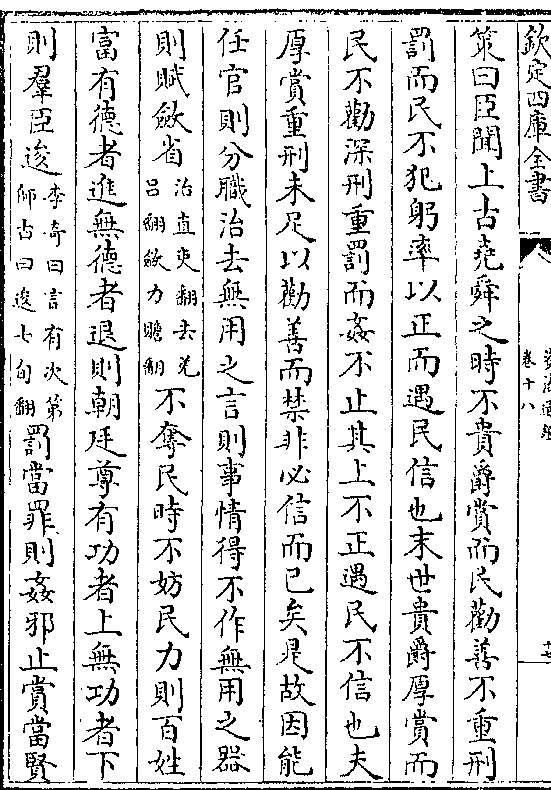 欽定四庫全書
卷十八
策曰臣聞上古堯舜之時不貴爵賞而民勸善不重刑
罰而民不犯躬率以正而遇民信也末世貴爵厚賞而
民不勸深刑重罰而姦不止其上不正遇民不信也夫
厚賞重刑未足以勸善而禁非必信而已矣是故因能
任官則分職治去無用之言則事情得不作無用之器
則賦斂省治直吏翻去羌吕翻斂力贍翻不奪民時不妨民力則百姓
富有德者進無德者退則朝廷尊有功者上無功者下
則羣臣逡李奇曰言有次第師古曰逡七旬翻罰當罪則姦邪止賞當賢